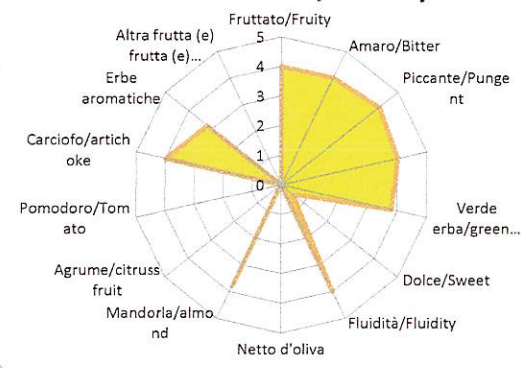 Fruttato/Fruity
Altra frutta (e)
frutta (e)...
Amaro/Bitter
Erbe
aromatiche
Piccante/Punge
nt
Carciofo/artich
oke
Pomodoro/Tom
ato
Verde
erba/green...
Agrume/citruss
fruit
Dolce/Sweet
Mandorla/almo
nd
Fluidità/Fluidity
Netto d'oliva
5
4
3
2
1
0